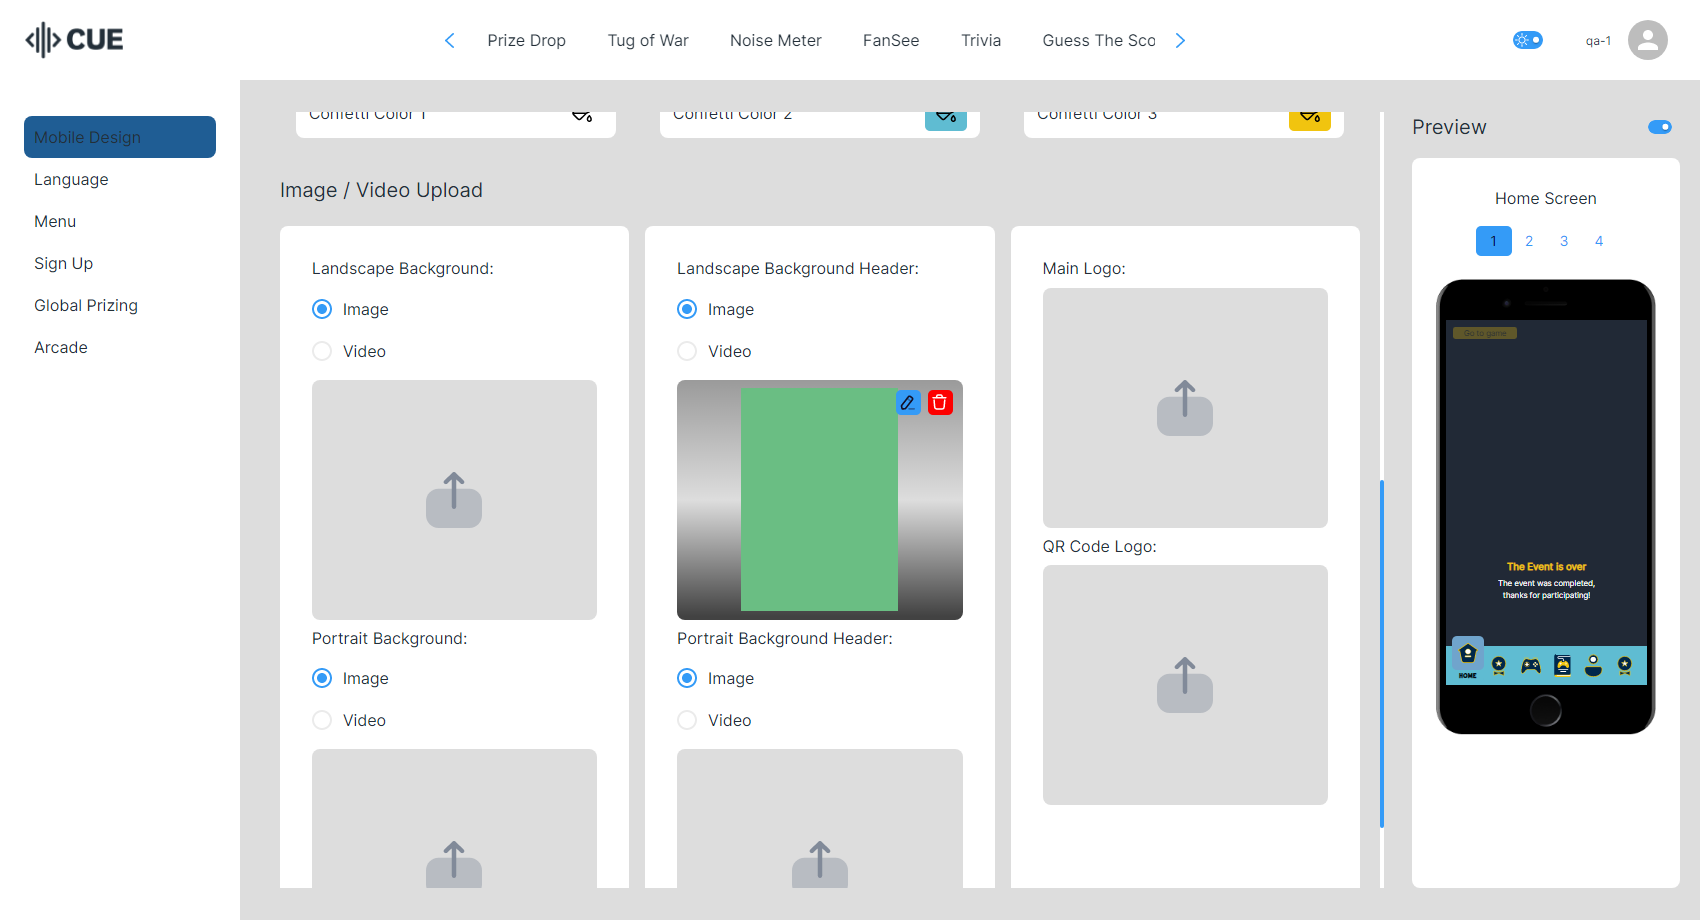 CUE
Prize Drop
Tug of War
Noise Meter
FanSee
Trivia
Guess The Sco
qa-1
Mobile Design
Language
Menu
Sign Up
Global Prizing
Arcade
Confetti Color 1
Confetti Color 2
Confetti Color 3
Image / Video Upload
Landscape Background:
Image
Video
Portrait Background:
Image
Video
Landscape Background Header:
Image
Video
Portrait Background Header:
Image
Video
Main Logo:
QR Code Logo:
Preview
Home Screen
1 2 3 4
Go to game
The Event is over
The event was completed,
thanks for participating!
HOME